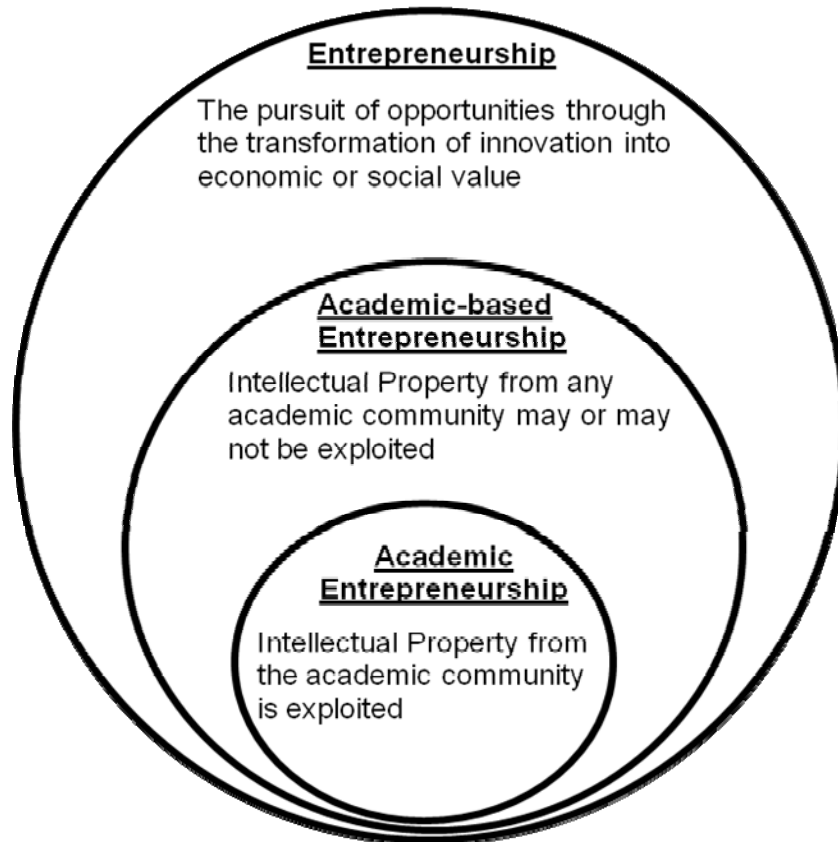 Entrepreneurship
The pursuit of opportunities through
the transformation of innovation into
economic or social value
Academic-based
Entrepreneurship
Intellectual Property from any
academic community may or may
not be exploited
Academic
Entrepreneurship
Intellectual Property from
the academic community
is exploited